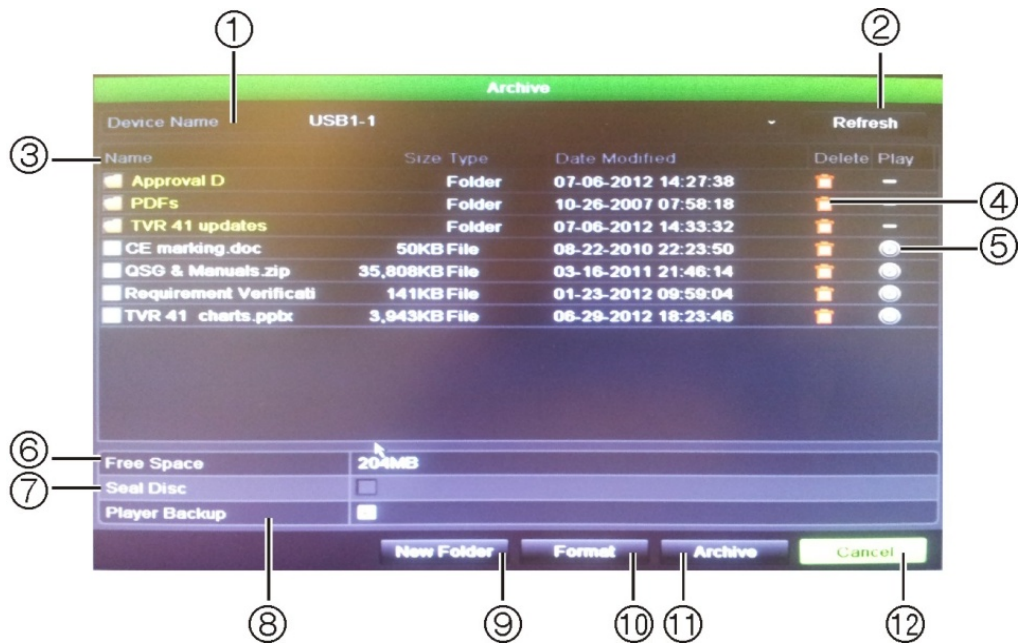 ① ②
Archive
Device Name USB1-1 Refresh
③ Name Size Type Date Modified Delete Play
Approval D Folder 07-06-2012 14:27:38 –
PDFs Folder 10-26-2007 07:58:18 – ④
TVR 41 updates Folder 07-06-2012 14:33:32 –
CE marking.doc 50KB File 08-22-2010 22:23:50 ⑤
QSG & Manuals.zip 35,808KB File 03-16-2011 21:46:14
Requirement Verificati 141KB File 01-23-2012 09:59:04
TVR 41 charts.pptx 3,943KB File 06-29-2012 18:23:46
⑥ Free Space 204MB
⑦ Seal Disc
Player Backup
New Folder Format Archive Cancel
⑧ ⑨ ⑩ ⑪ ⑫